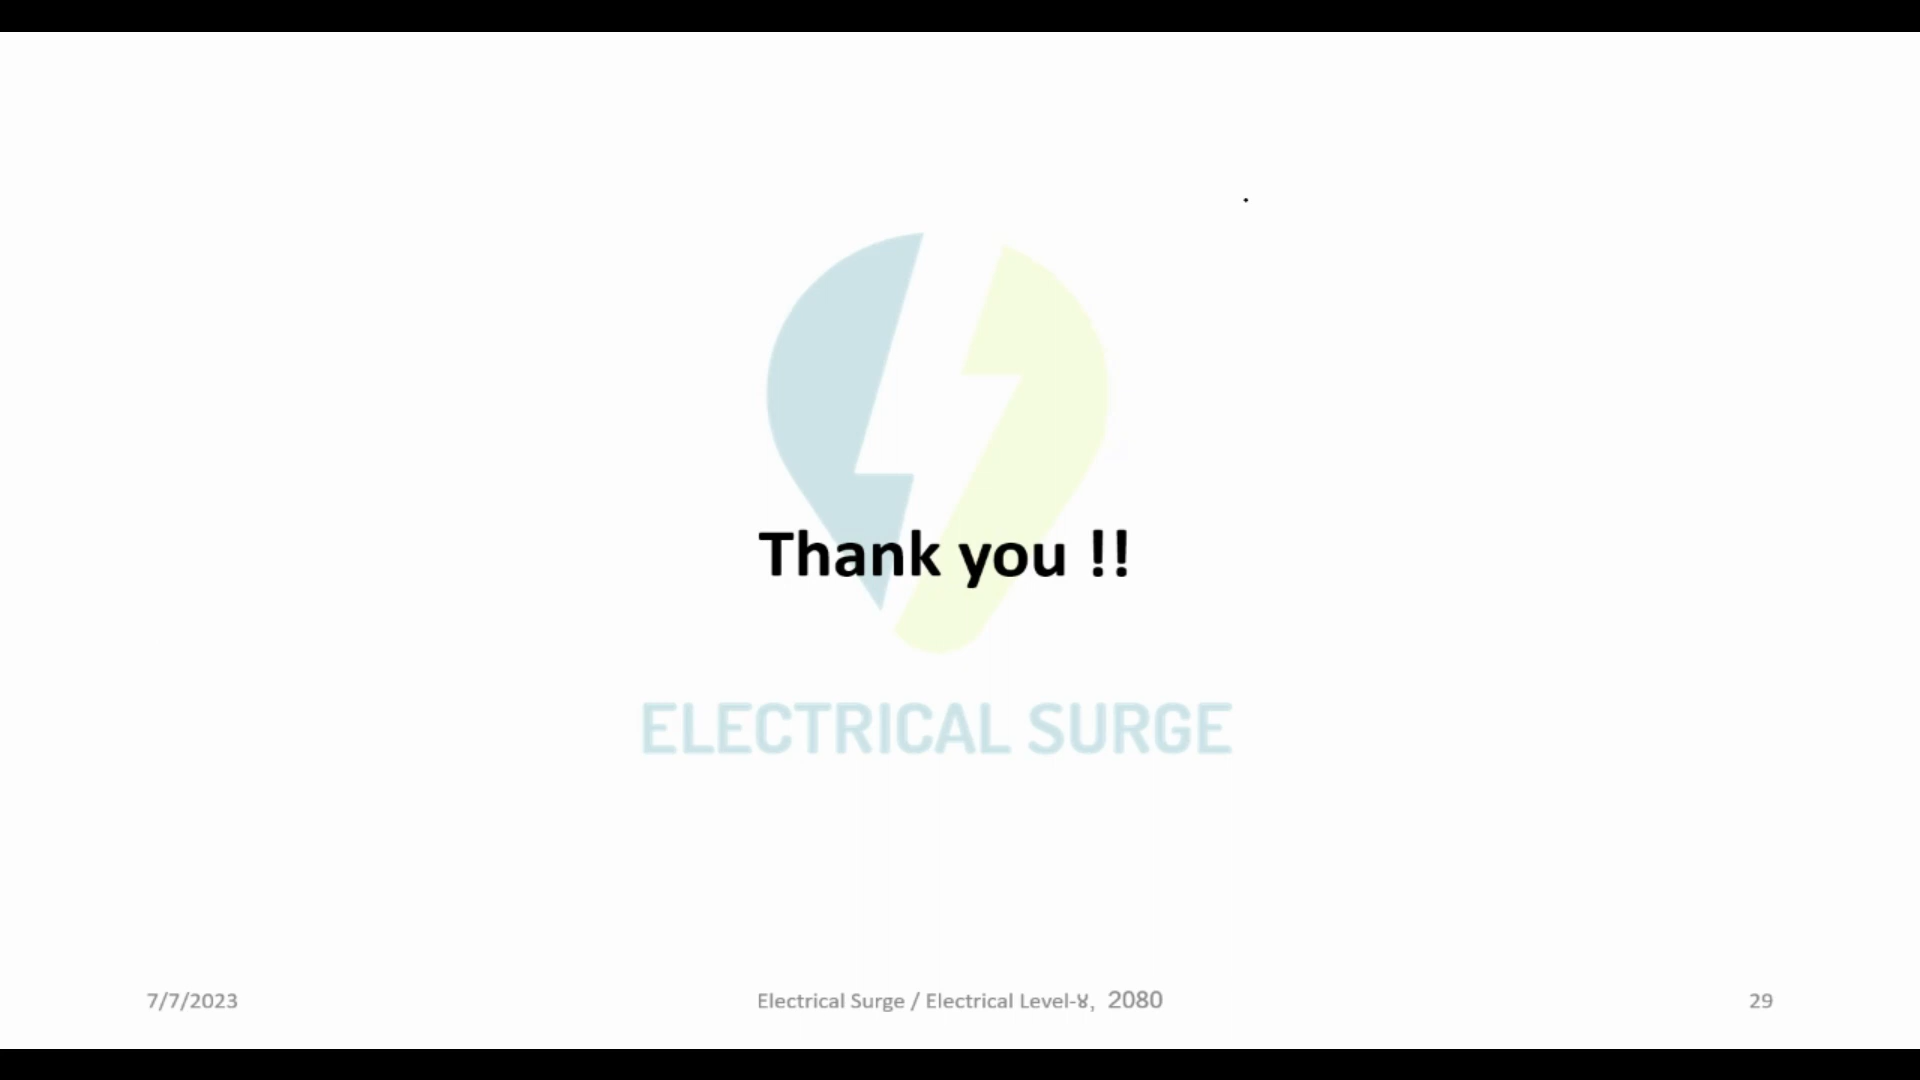 Thank you !!
ELECTRICAL SURGE
7/7/2023
Electrical Surge / Electrical Level-४, 2080
29